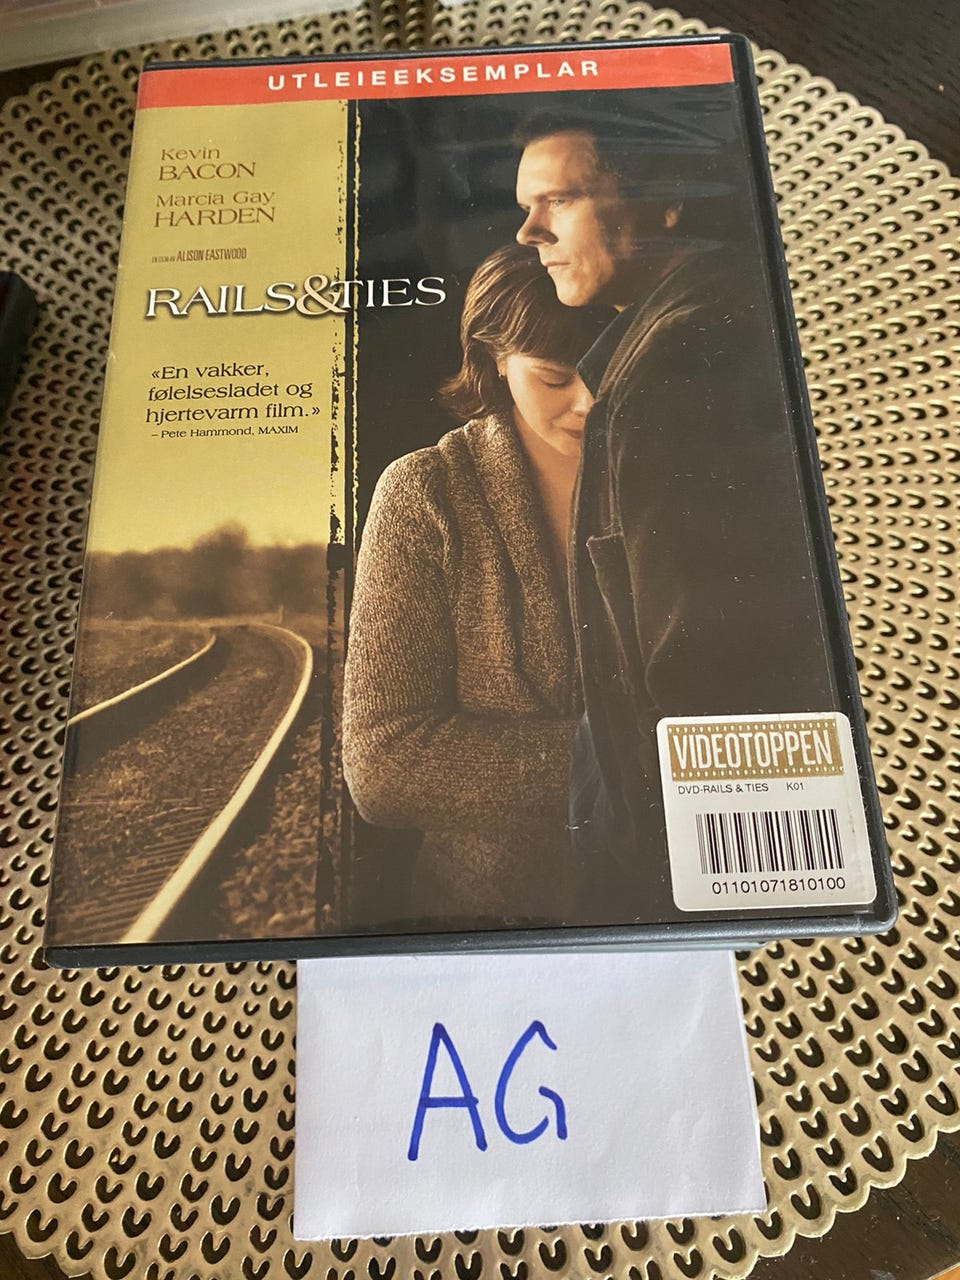 UTLEIEEKSEMPLAR
Kevin
BACON
Marcia Gay
HARDEN
EN FILM AV ALISON EASTWOOD
RAILS&TIES
«En vakker,
følelsesladet og
hjertevarm film.»
– Pete Hammond, MAXIM
VIDEOTOPPEN
DVD-RAILS & TIES K01
01101071810100
AG